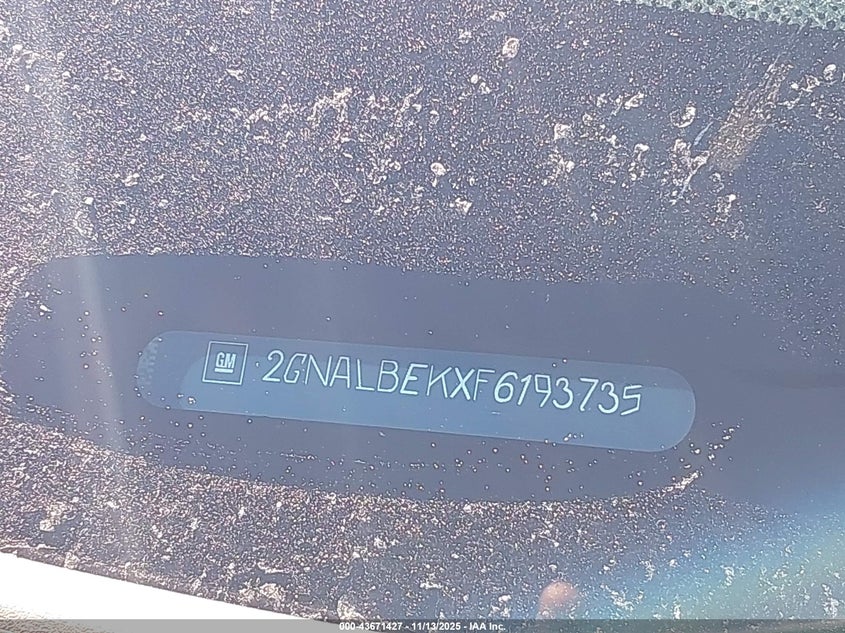 GM 2GNALBEKXF6193735
000-43671427 - 11/13/2025 - IAA Inc.